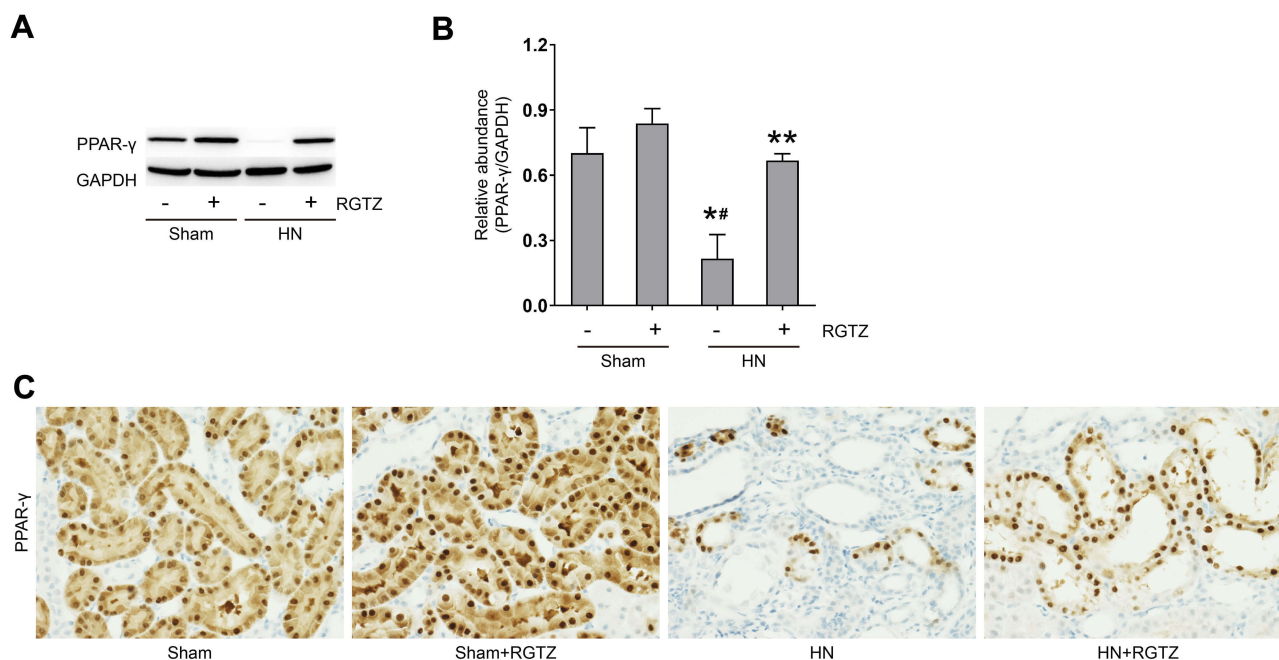 A
PPAR-γ
GAPDH
- + - + RGTZ
Sham HN
B
Relative abundance
(PPAR-γ/GAPDH)
1.2
0.9
0.6
0.3
0.0
*#
**
- + - + RGTZ
Sham HN
C
PPAR-γ
Sham Sham+RGTZ HN HN+RGTZ